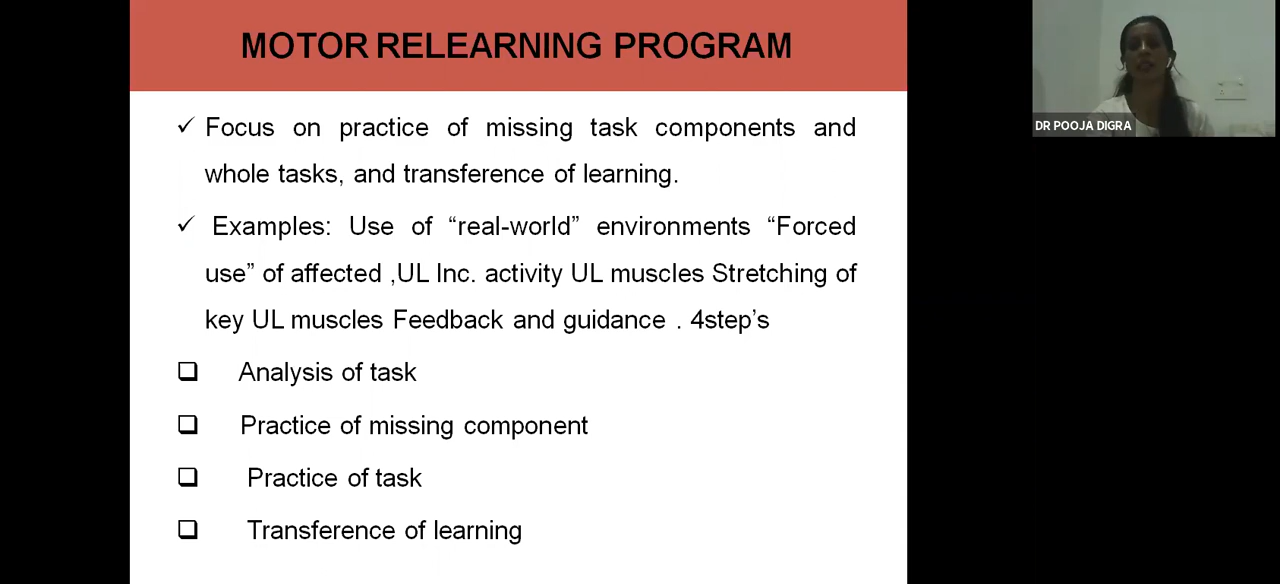 MOTOR RELEARNING PROGRAM
✓ Focus on practice of missing task components and
whole tasks, and transference of learning.
✓ Examples: Use of “real-world” environments “Forced
use” of affected ,UL Inc. activity UL muscles Stretching of
key UL muscles Feedback and guidance . 4step’s
❑ Analysis of task
❑ Practice of missing component
❑ Practice of task
❑ Transference of learning
DR POOJA DIGRA